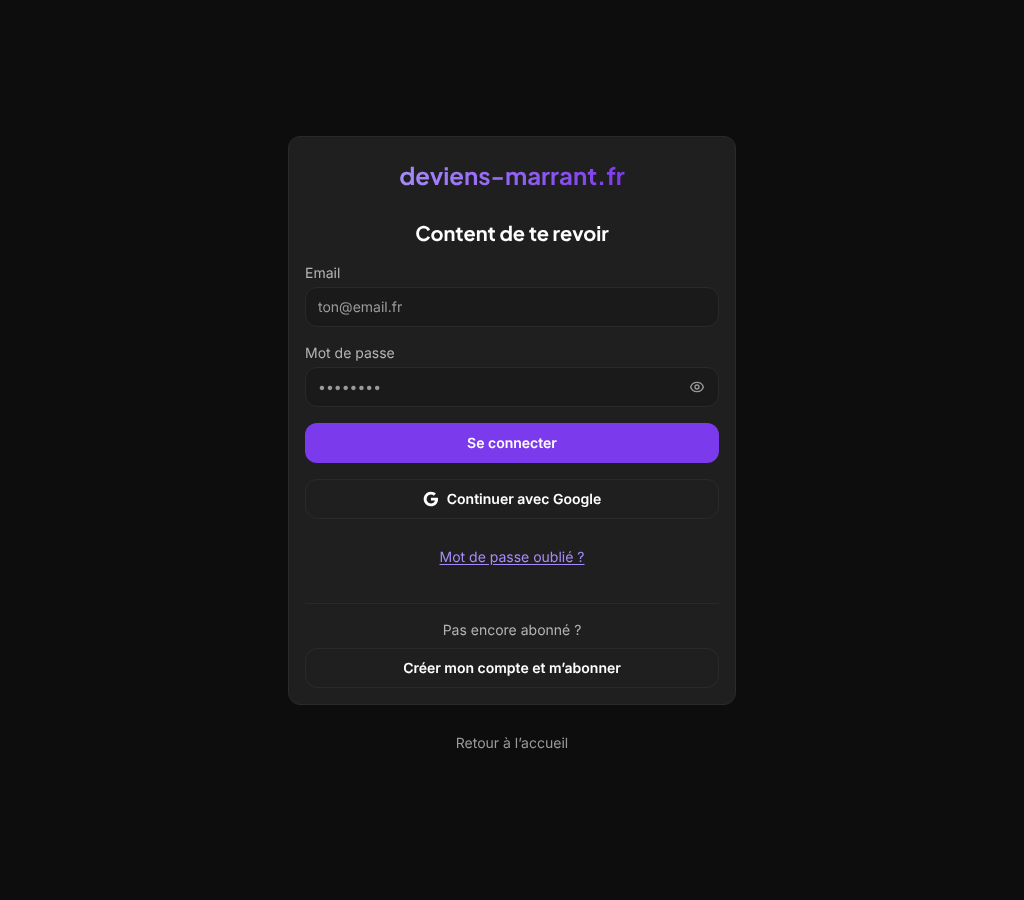 deviens-marrant.fr
Content de te revoir
Email
ton@email.fr
Mot de passe
••••••••
Se connecter
Continuer avec Google
Mot de passe oublié ?
Pas encore abonné ?
Créer mon compte et m’abonner
Retour à l’accueil